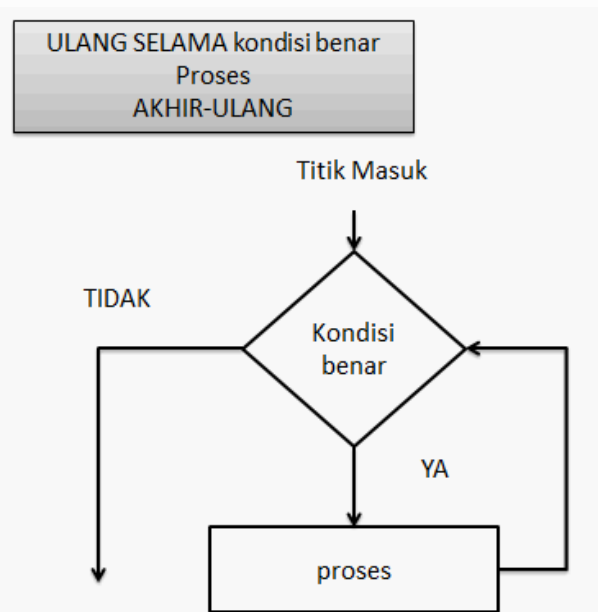 ULANG SELAMA kondisi benar
Proses
AKHIR-ULANG
Titik Masuk
TIDAK
Kondisi
benar
YA
proses